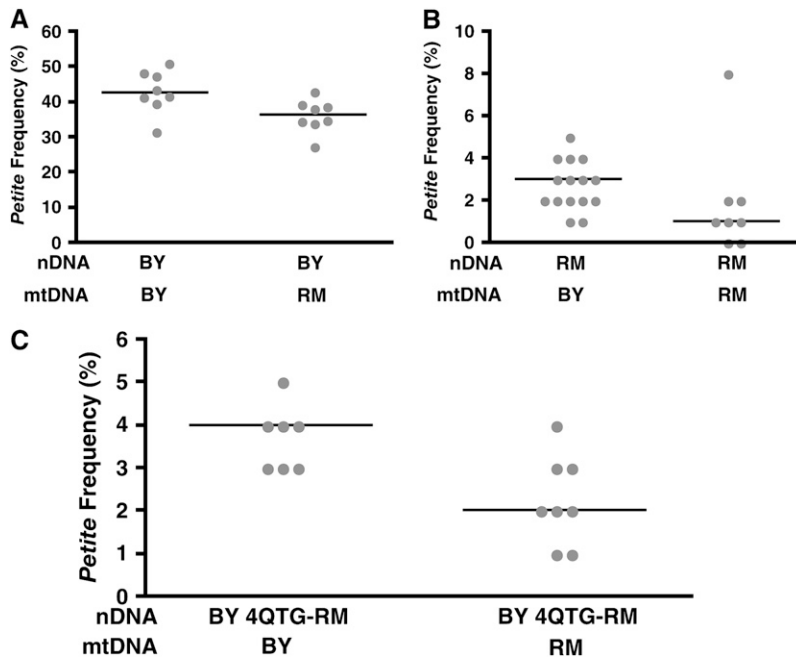 A
Petite Frequency (%)
60
50
40
30
20
10
0
nDNA BY BY
mtDNA BY RM
B
Petite Frequency (%)
10
8
6
4
2
0
nDNA RM RM
mtDNA BY RM
C
Petite Frequency (%)
6
5
4
3
2
1
0
nDNA BY 4QTG-RM BY 4QTG-RM
mtDNA BY RM